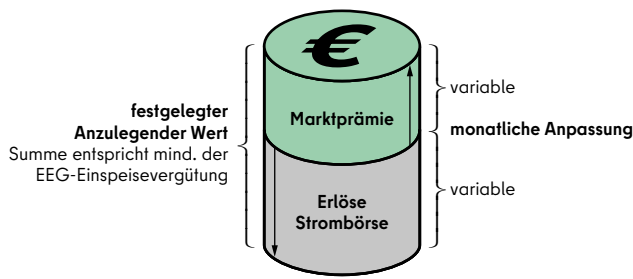 €
festgelegter
Anzulegender Wert
Summe entspricht mind. der
EEG-Einspeisevergütung
Marktprämie
Erlöse
Strombörse
variable
monatliche Anpassung
variable